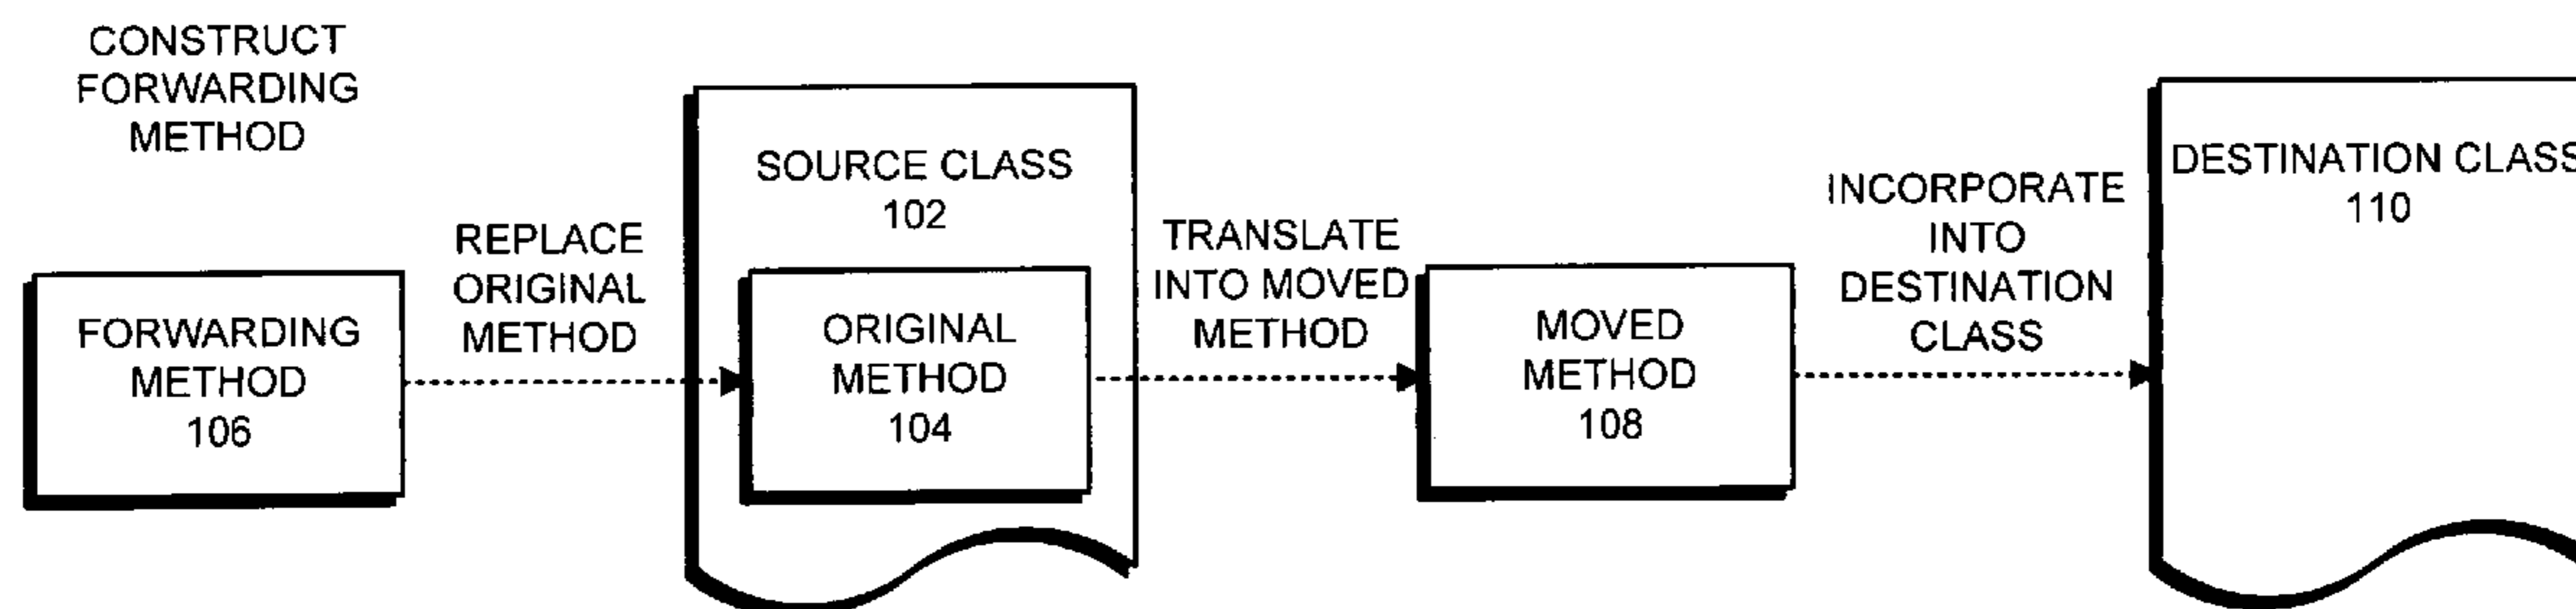 CONSTRUCT
FORWARDING
METHOD
FORWARDING
METHOD
106
REPLACE
ORIGINAL
METHOD
SOURCE CLASS
102
ORIGINAL
METHOD
104
TRANSLATE
INTO MOVED
METHOD
MOVED
METHOD
108
INCORPORATE
INTO
DESTINATION
CLASS
DESTINATION CLASS
110